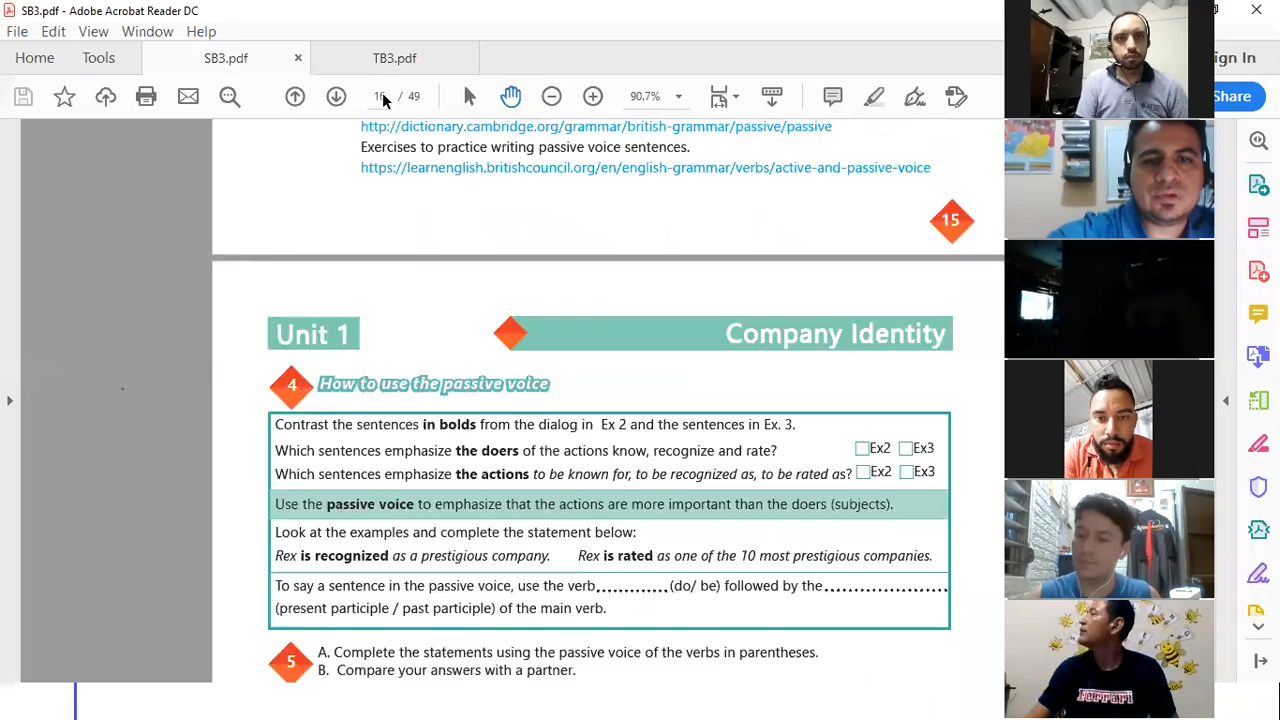 SB3.pdf - Adobe Acrobat Reader DC
File Edit View Window Help
Home Tools SB3.pdf × TB3.pdf Sign In
/ 49 90.7% Share
http://dictionary.cambridge.org/grammar/british-grammar/passive/passive
Exercises to practice writing passive voice sentences.
https://learnenglish.britishcouncil.org/en/english-grammar/verbs/active-and-passive-voice
15
Unit 1 Company Identity
4 How to use the passive voice
Contrast the sentences in bolds from the dialog in Ex 2 and the sentences in Ex. 3.
Which sentences emphasize the doers of the actions know, recognize and rate? Ex2 Ex3
Which sentences emphasize the actions to be known for, to be recognized as, to be rated as? Ex2 Ex3
Use the passive voice to emphasize that the actions are more important than the doers (subjects).
Look at the examples and complete the statement below:
Rex is recognized as a prestigious company. Rex is rated as one of the 10 most prestigious companies.
To say a sentence in the passive voice, use the verb............(do/ be) followed by the......................
(present participle / past participle) of the main verb.
5 A. Complete the statements using the passive voice of the verbs in parentheses.
B. Compare your answers with a partner.
Ferrari